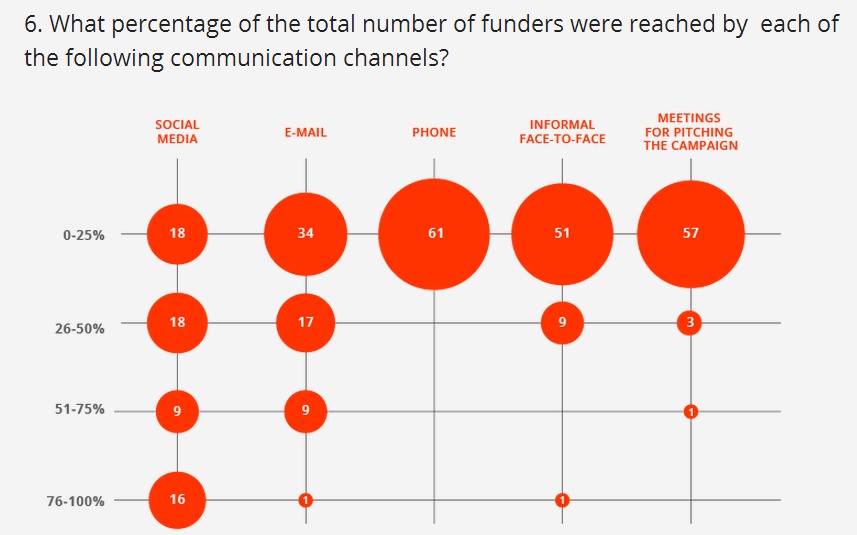 6. What percentage of the total number of funders were reached by  each of
the following communication channels?
SOCIAL
MEDIA
E-MAIL
PHONE
INFORMAL
FACE-TO-FACE
MEETINGS
FOR PITCHING
THE CAMPAIGN
0-25%
18
34
61
51
57
26-50%
18
17
9
3
51-75%
9
9
1
76-100%
16
1
1